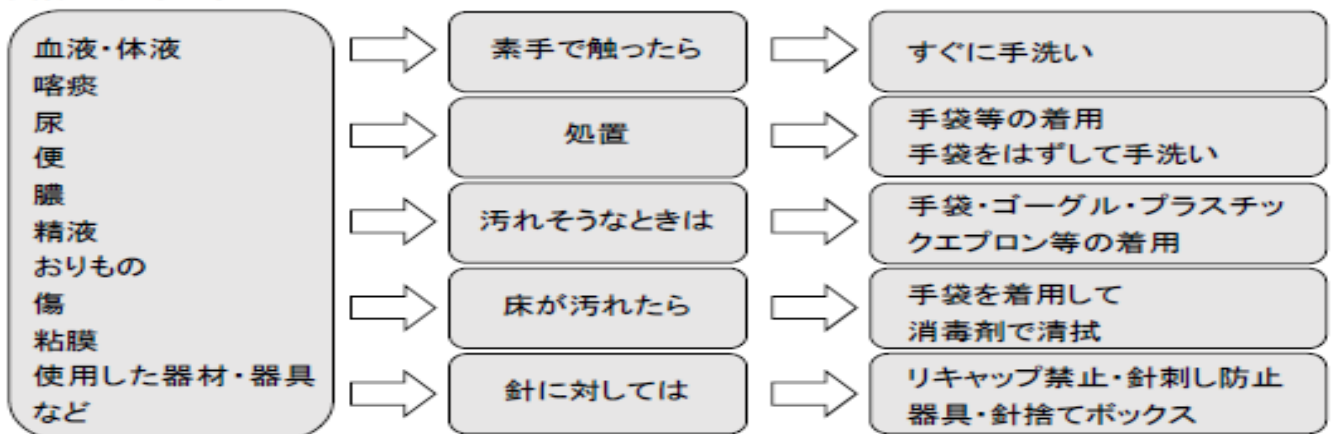 血液・体液
喀痰
尿
便
膿
精液
おりもの
傷
粘膜
使用した器材・器具
など
素手で触ったら
すぐに手洗い
処置
手袋等の着用
手袋をはずして手洗い
汚れそうなときは
手袋・ゴーグル・プラスチッ
クエプロン等の着用
床が汚れたら
手袋を着用して
消毒剤で清拭
針に対しては
リキャップ禁止・針刺し防止
器具・針捨てボックス